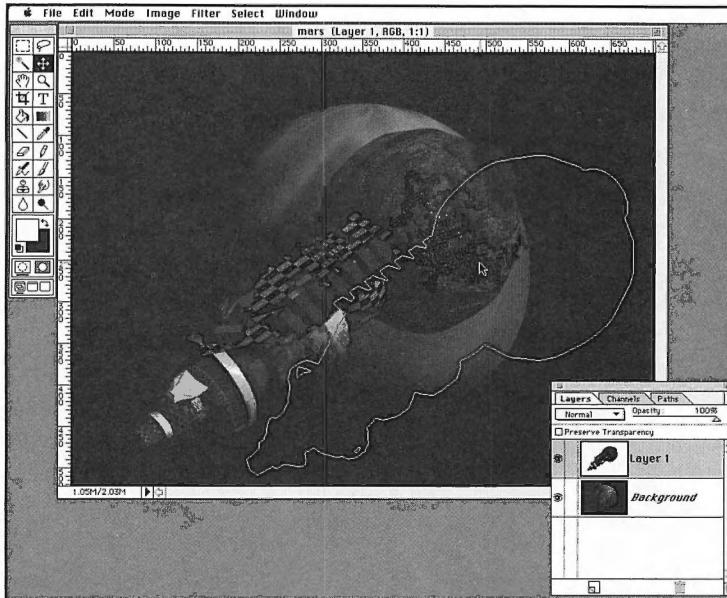 File Edit Mode Image Filter Select Window
mars (Layer 1, RGB, 1:1)
0 50 100 150 200 250 300 350 400 450 500 550 600 650
T
1.05M/2.03M
Layers Channels Paths
Normal Opacity: 100%
Preserve Transparency
Layer 1
Background